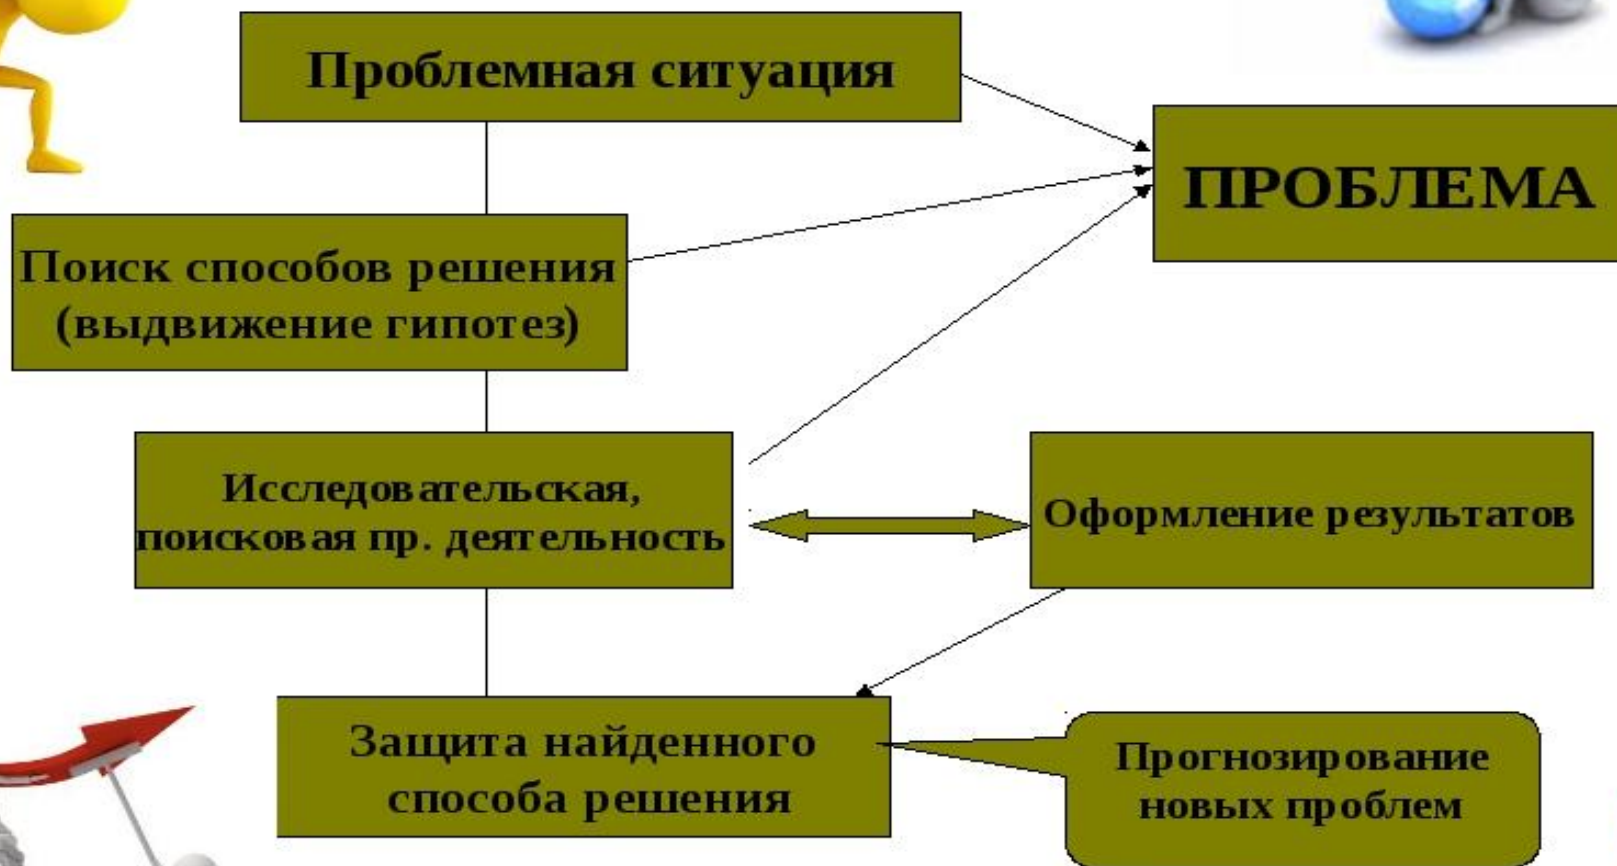 Проблемная ситуация
ПРОБЛЕМА
Поиск способов решения
(выдвижение гипотез)
Исследовательская,
поисковая пр. деятельность
Оформление результатов
Защита найденного
способа решения
Прогнозирование
новых проблем